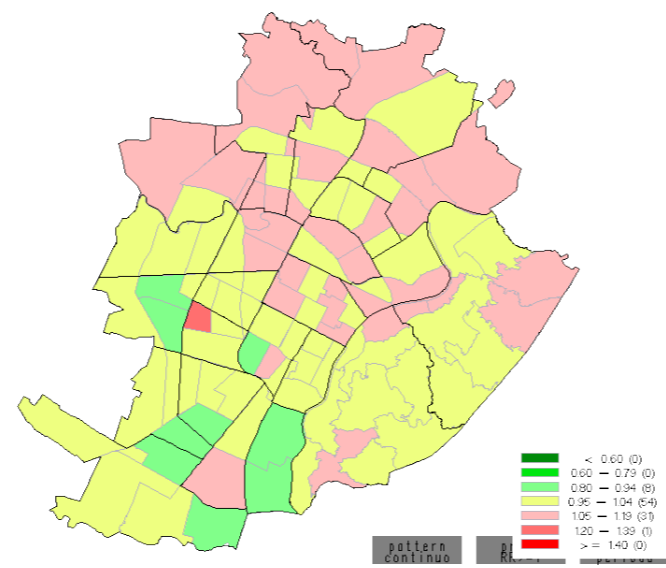 < 0.60 (0)
0.60 – 0.79 (0)
0.80 – 0.94 (8)
0.95 – 1.04 (54)
1.05 – 1.19 (31)
1.20 – 1.39 (1)
>= 1.40 (0)
pattern
continuo